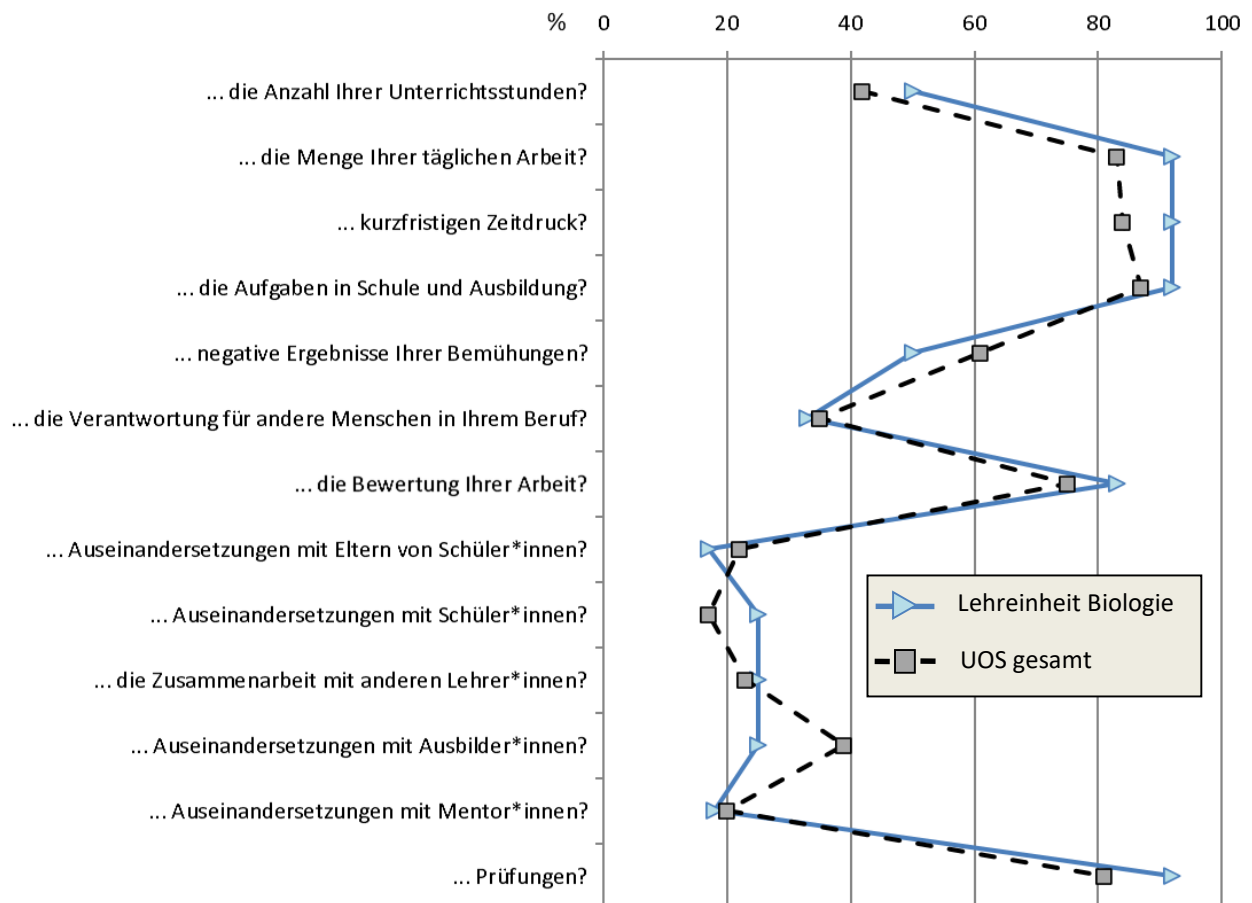 % 0 20 40 60 80 100
... die Anzahl Ihrer Unterrichtsstunden?
... die Menge Ihrer täglichen Arbeit?
... kurzfristigen Zeitdruck?
... die Aufgaben in Schule und Ausbildung?
... negative Ergebnisse Ihrer Bemühungen?
... die Verantwortung für andere Menschen in Ihrem Beruf?
... die Bewertung Ihrer Arbeit?
... Auseinandersetzungen mit Eltern von Schüler*innen?
... Auseinandersetzungen mit Schüler*innen?
... die Zusammenarbeit mit anderen Lehrer*innen?
... Auseinandersetzungen mit Ausbilder*innen?
... Auseinandersetzungen mit Mentor*innen?
... Prüfungen?
Lehreinheit Biologie
UOS gesamt